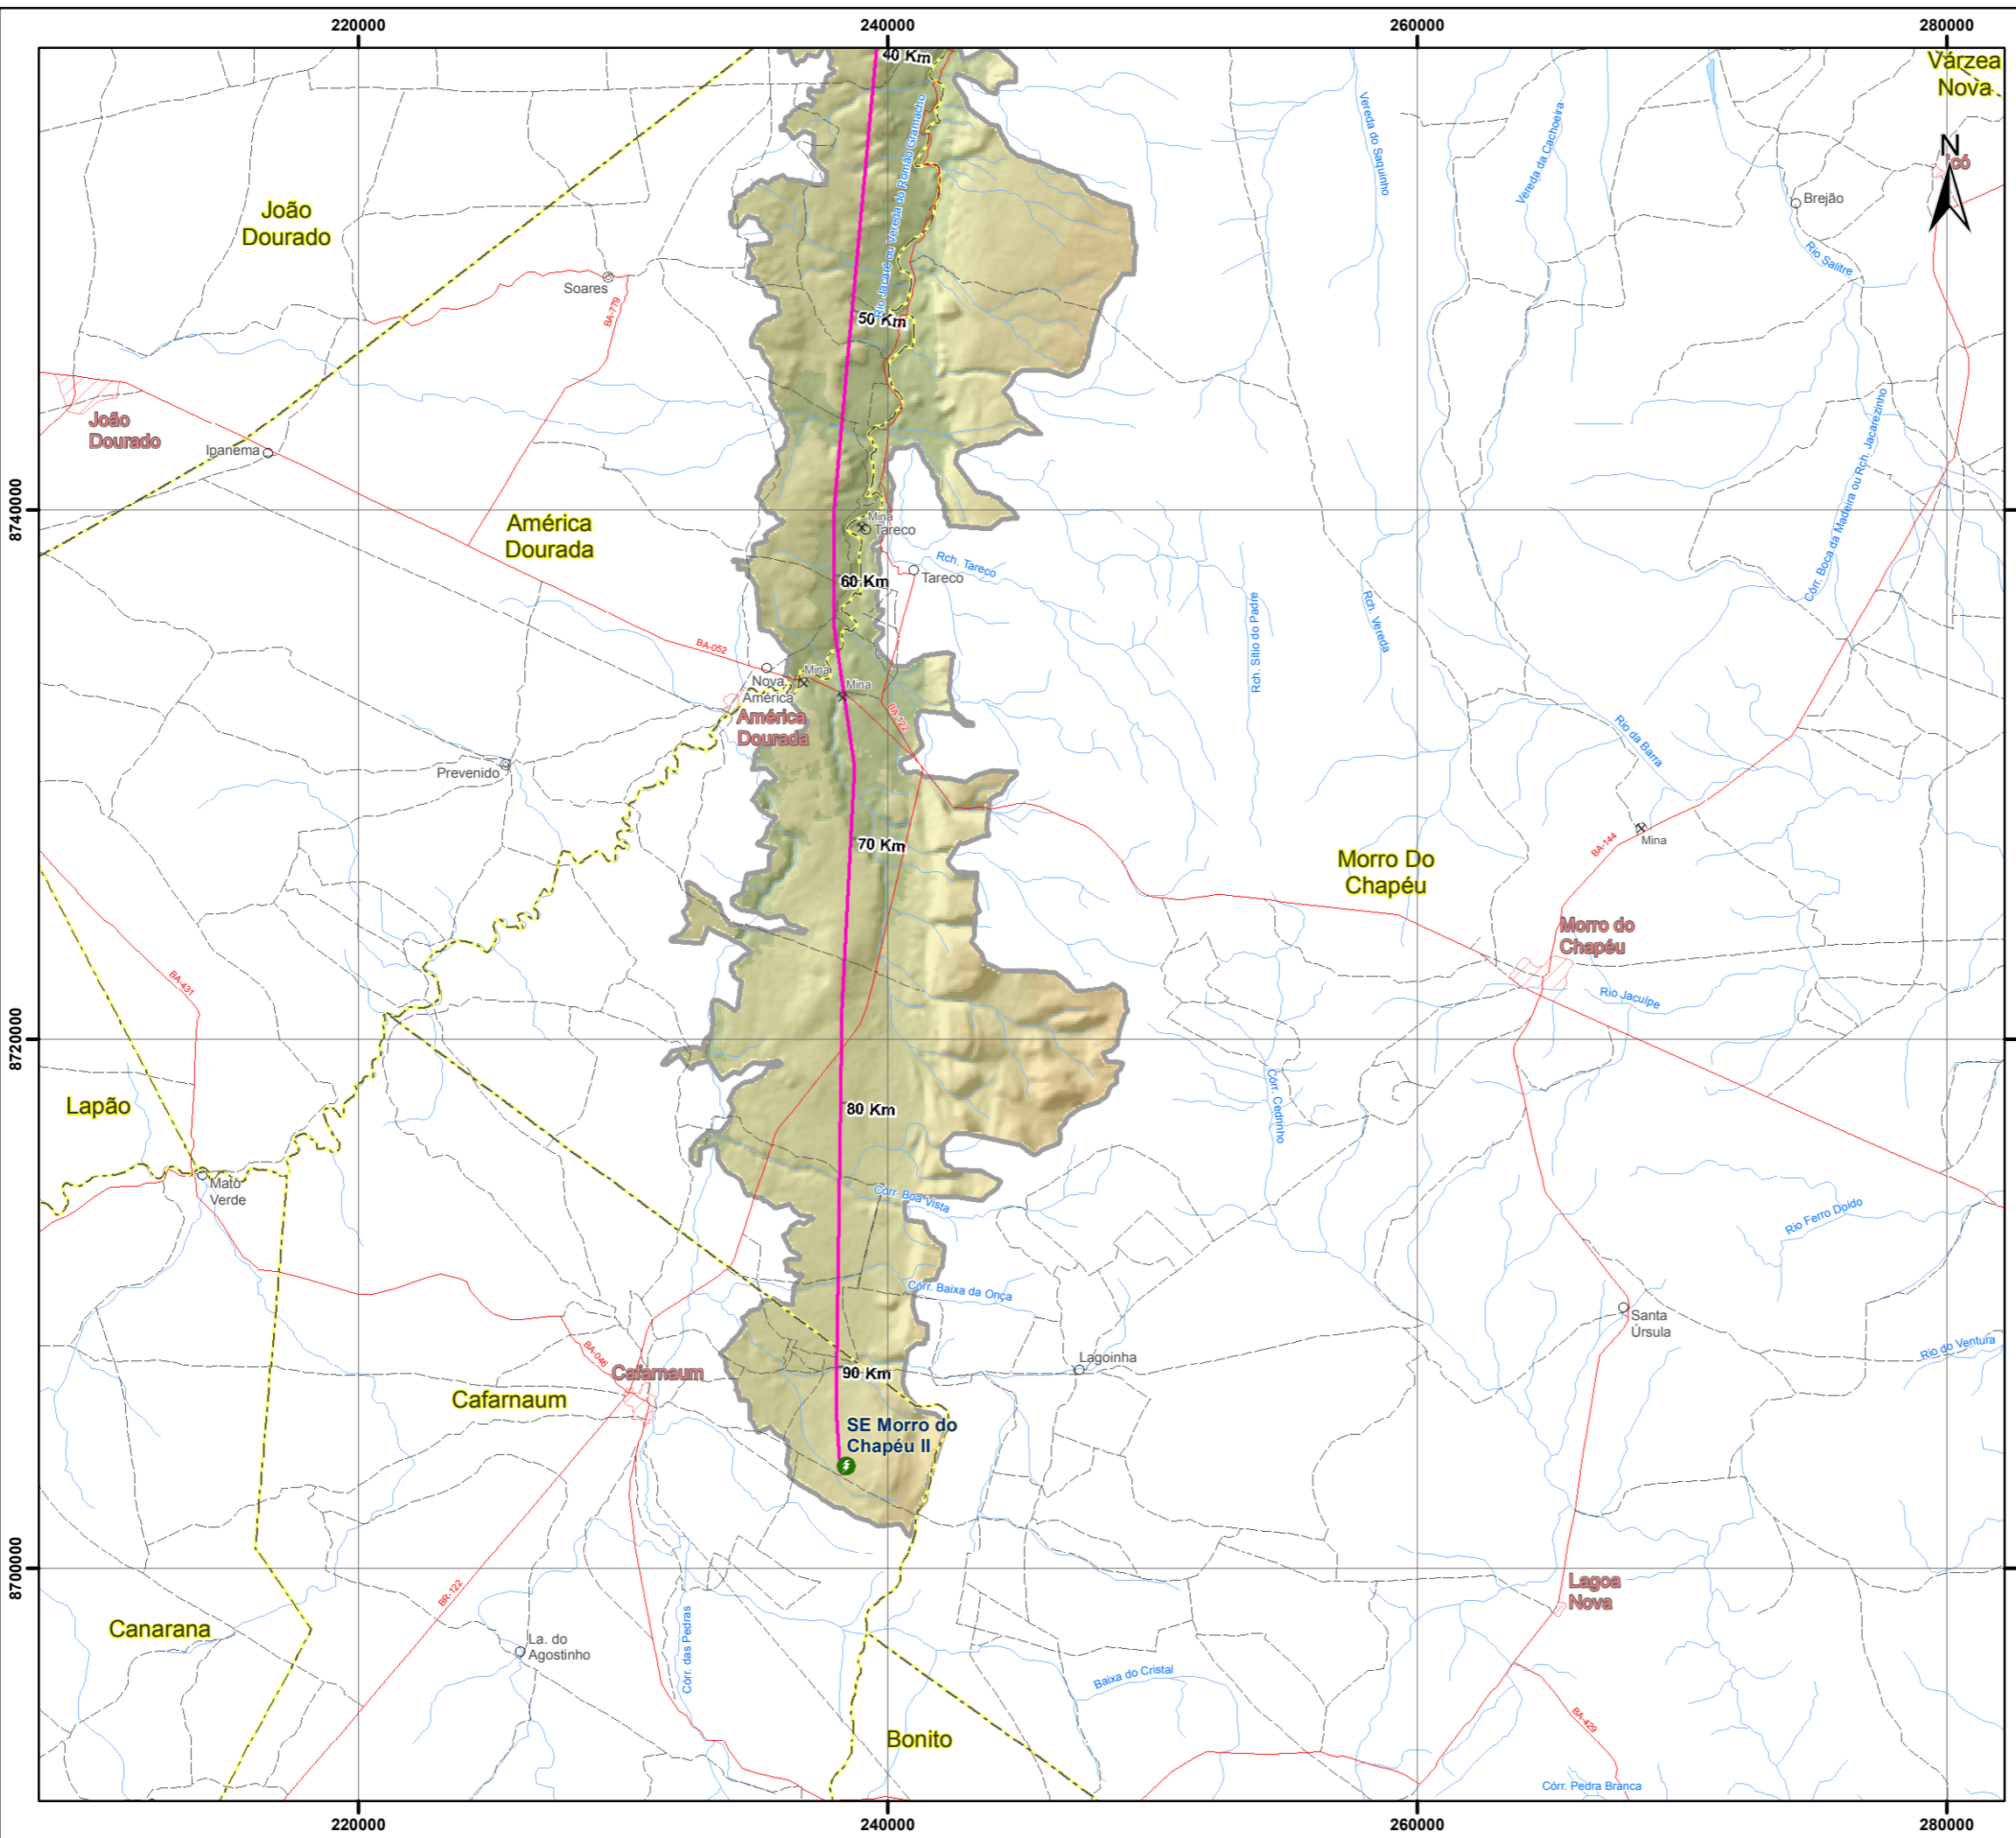 220000
240000
260000
280000
40 Km
Várzea
Nova
N
Rio Jacaré ou Vereda do Romão Gramacho
Vereda do Saquinho
Vereda da Cachoeira
Brejão
Rio Salitre
João
Dourado
Soares
BA-779
50 Km
João
Dourado
Ipanema
Córr. Boca da Madeira ou Rch. Jacarezinho
8740000
América
Dourada
Mina
Tareco
Rch. Tareco
Tareco
60 Km
Rch. Sítio do Padre
Rch. Vereda
BA-052
Mina
Nova
América
Mina
América
Dourada
BA-122
Rio da Barra
Prevenido
70 Km
Mina
BA-144
Morro Do
Chapéu
Morro do
Chapéu
BA-431
Rio Jacuípe
8720000
Lapão
80 Km
Córr. Cedrinho
Mato
Verde
Córr. Boa Vista
Rio Ferro Doido
Córr. Baixa da Onça
Santa
Úrsula
Rio do Ventura
BA-046
Cafarnaum
Lagoinha
90 Km
Cafarnaum
SE Morro do
Chapéu II
8700000
BR-122
Lagoa
Nova
Canarana
La. do
Agostinho
Córr. das Pedras
Baixa do Cristal
BA-429
Bonito
Córr. Pedra Branca
220000
240000
260000
280000